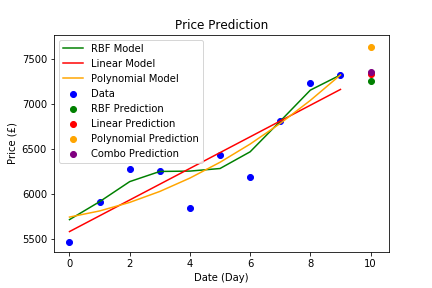 Price Prediction
Price (£)
7500
7000
6500
6000
5500
RBF Model
Linear Model
Polynomial Model
Data
RBF Prediction
Linear Prediction
Polynomial Prediction
Combo Prediction
0 2 4 6 8 10
Date (Day)